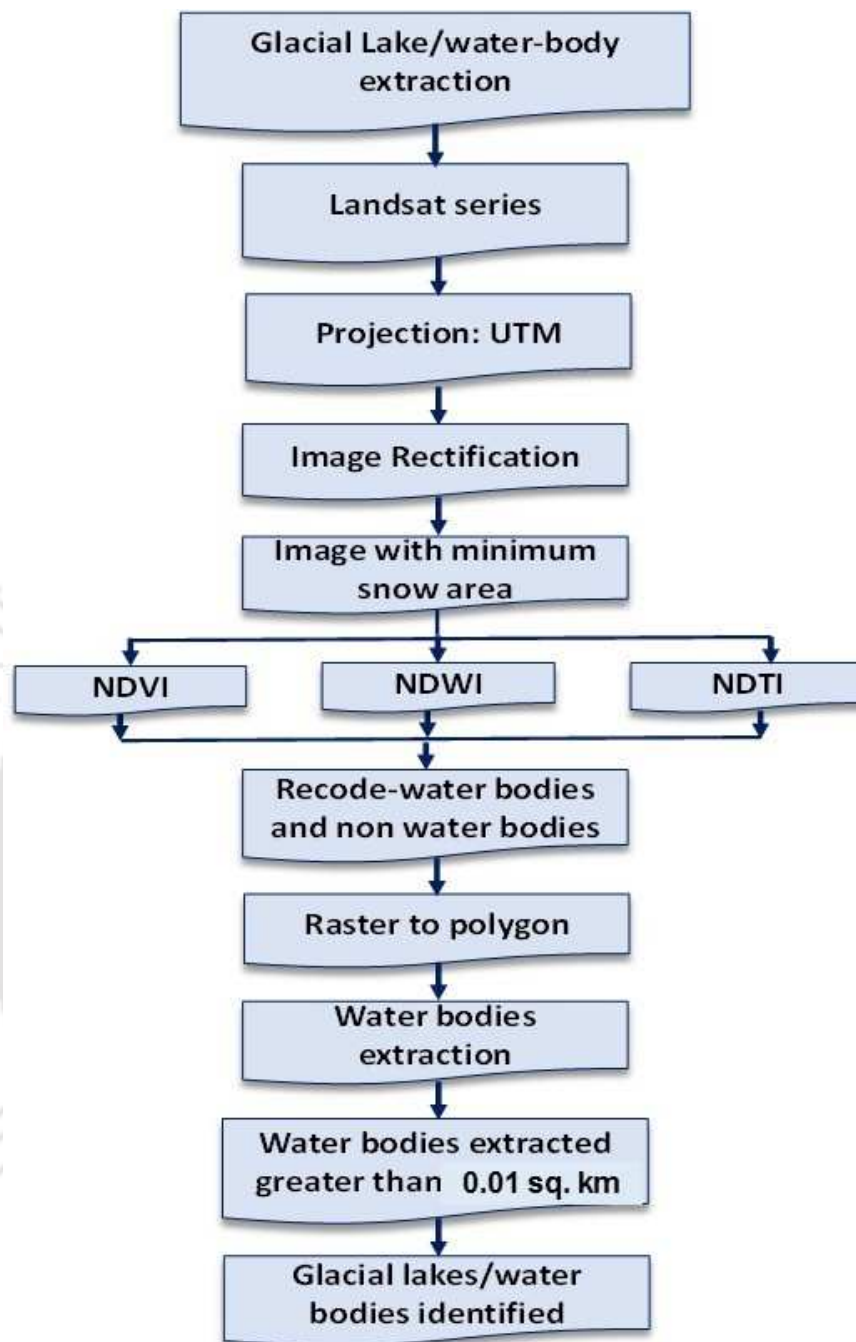 Glacial Lake/water-body
extraction
Landsat series
Projection: UTM
Image Rectification
Image with minimum
snow area
NDVI
NDWI
NDTI
Recode-water bodies
and non water bodies
Raster to polygon
Water bodies
extraction
Water bodies extracted
greater than 0.01 sq. km
Glacial lakes/water
bodies identified